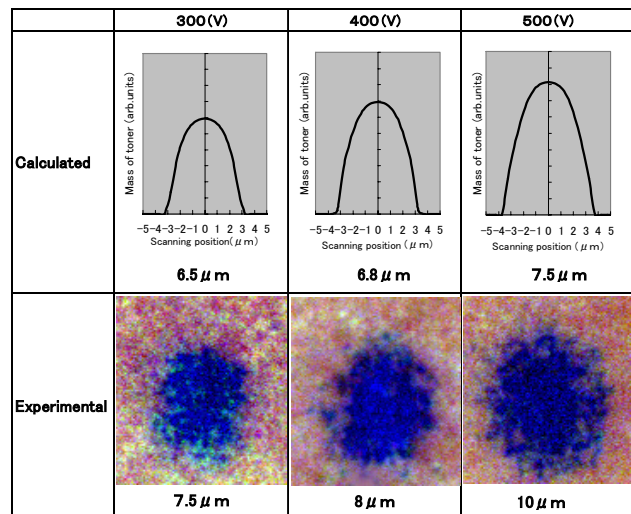 300(V) 400(V) 500(V)
Calculated
Mass of toner (arb.units)
-5-4-3-2-1 0 1 2 3 4 5
Scanning position(μm)
6.5μm
Mass of toner (arb.units)
-5-4-3-2-1 0 1 2 3 4 5
Scanning position (μm)
6.8μm
Mass of toner (arb.units)
-5-4-3-2-1 0 1 2 3 4 5
Scanning position (μm)
7.5μm
Experimental
7.5μm 8μm 10μm